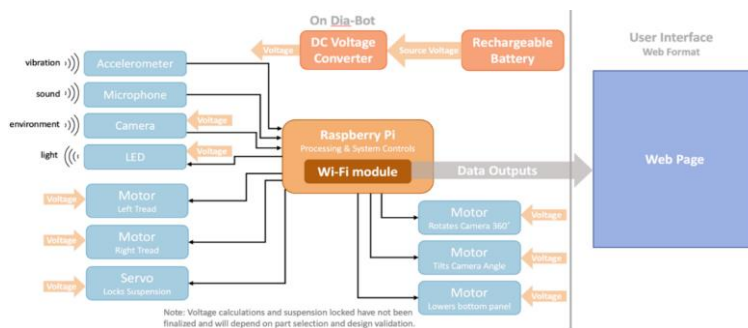 On Dia-Bot
User Interface
Web Format
Voltage
DC Voltage
Converter
Source Voltage
Rechargeable
Battery
vibration
Accelerometer
sound
Microphone
environment
Camera
Voltage
light
LED
Voltage
Raspberry Pi
Processing & System Controls
Wi-Fi module
Data Outputs
Web Page
Voltage
Motor
Left Tread
Voltage
Motor
Right Tread
Voltage
Servo
Locks Suspension
Motor
Rotates Camera 360°
Voltage
Motor
Tilts Camera Angle
Voltage
Motor
Lowers bottom panel
Voltage
Note: Voltage calculations and suspension locked have not been
finalized and will depend on part selection and design validation.